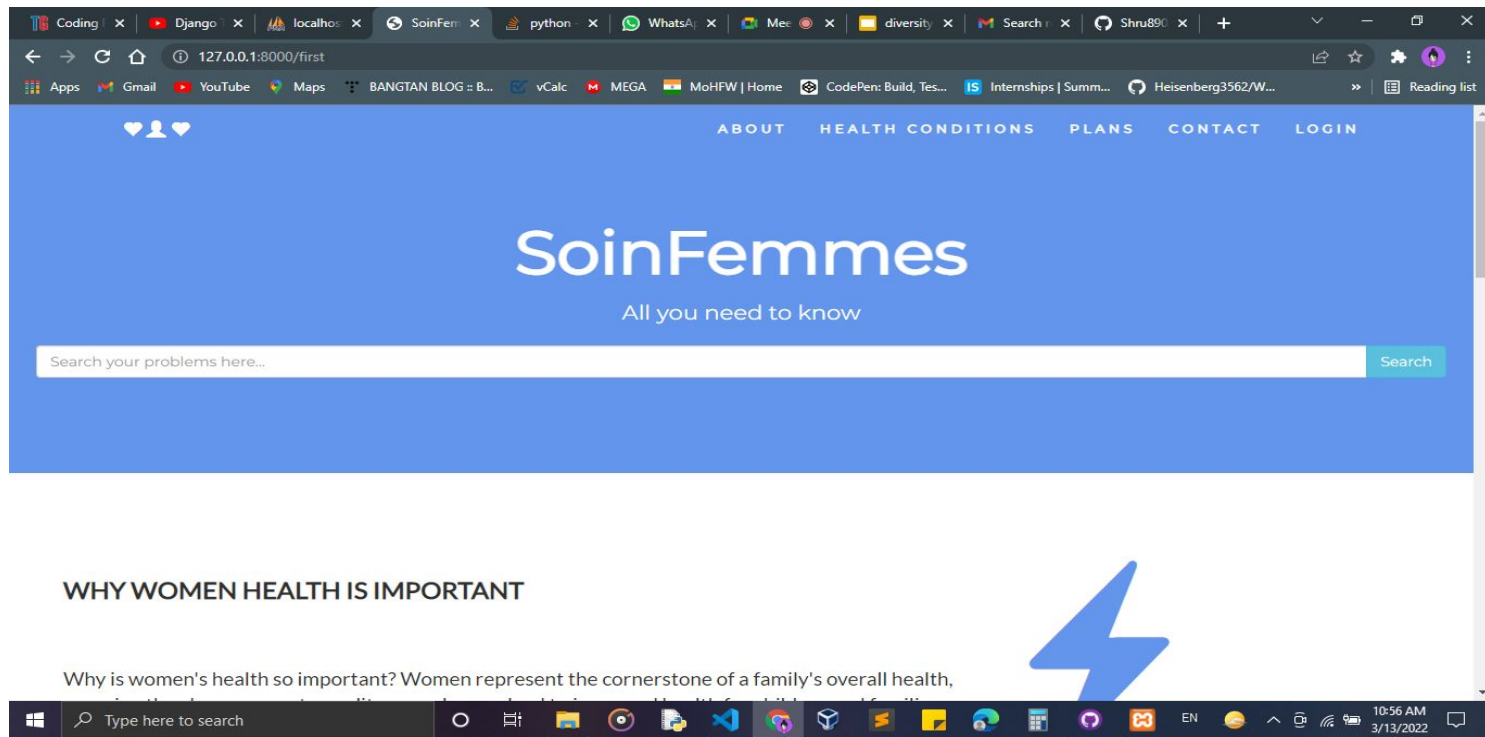 Coding
Django
localhos
SoinFem
python -
WhatsA
Mee
diversity
Search r
Shru890
127.0.0.1:8000/first
Apps
Gmail
YouTube
Maps
BANGTAN BLOG :: B...
vCalc
MEGA
MoHFW | Home
CodePen: Build, Tes...
Internships | Summ...
Heisenberg3562/W...
»
Reading list
ABOUT HEALTH CONDITIONS PLANS CONTACT LOGIN
SoinFemmes
All you need to know
Search your problems here...
Search
WHY WOMEN HEALTH IS IMPORTANT
Why is women's health so important? Women represent the cornerstone of a family's overall health,
Type here to search
EN
10:56 AM
3/13/2022